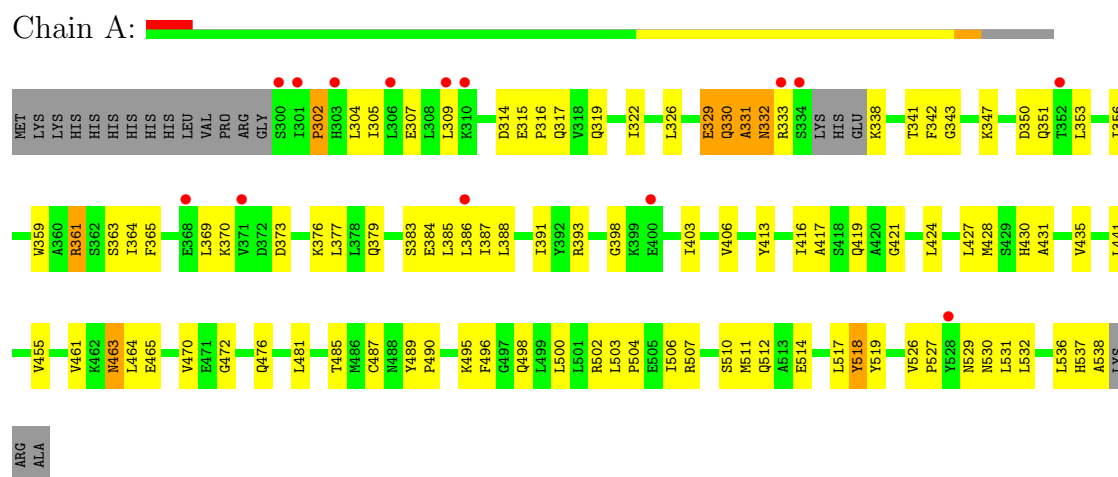 Chain A:
MET LYS LYS HIS HIS HIS HIS HIS HIS LEU VAL PRO ARG GLY S300 I301 P302 H303 L304 I305 L306 E307 L308 L309 K310 D314 E315 P316 Q317 V318 Q319 I322 L326 E329 Q330 A331 N332 R333 S334 LYS HIS GLU K338 T341 F342 G343 K347 D350 Q351 T352 L353
W359 A360 R361 S362 S363 I364 F365 E368 L369 K370 V371 D372 D373 K376 L377 L378 Q379 S383 E384 L385 L386 I387 L388 I391 Y392 R393 G398 K399 E400 I403 V406 Y413 I416 A417 S418 Q419 A420 G421 L424 L427 M428 S429 H430 A431 V435
V455 V461 K462 N463 L464 E465 V470 E471 G472 Q476 L481 T485 M486 C487 N488 Y489 P490 K495 F496 G497 Q498 L499 L500 L501 R502 L503 P504 E505 I506 R507 S510 M511 Q512 A513 E514 L517 Y518 Y519 V526 P527 Y528 N529 N530 L531 L532 L536 H537 A538 LYS
ARG ALA